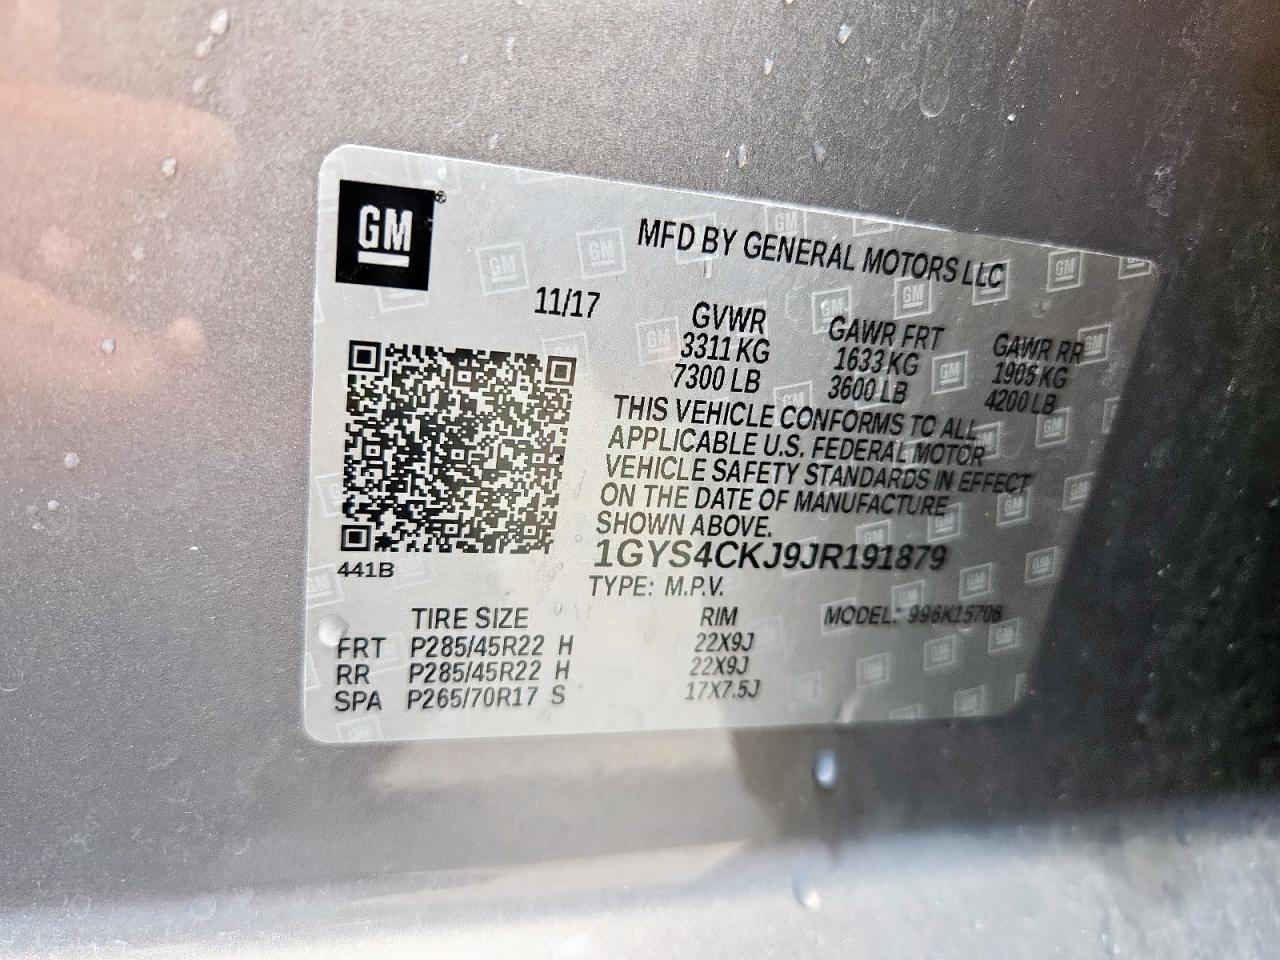 GM®
MFD BY GENERAL MOTORS LLC
11/17
GVWR GAWR FRT GAWR RR
3311 KG 1633 KG 1905 KG
7300 LB 3600 LB 4200 LB
THIS VEHICLE CONFORMS TO ALL
APPLICABLE U.S. FEDERAL MOTOR
VEHICLE SAFETY STANDARDS IN EFFECT
ON THE DATE OF MANUFACTURE
SHOWN ABOVE.
1GYS4CKJ9JR191879
441B
TYPE: M.P.V.
TIRE SIZE RIM MODEL: 996K15706
FRT P285/45R22 H 22X9J
RR P285/45R22 H 22X9J
SPA P265/70R17 S 17X7.5J